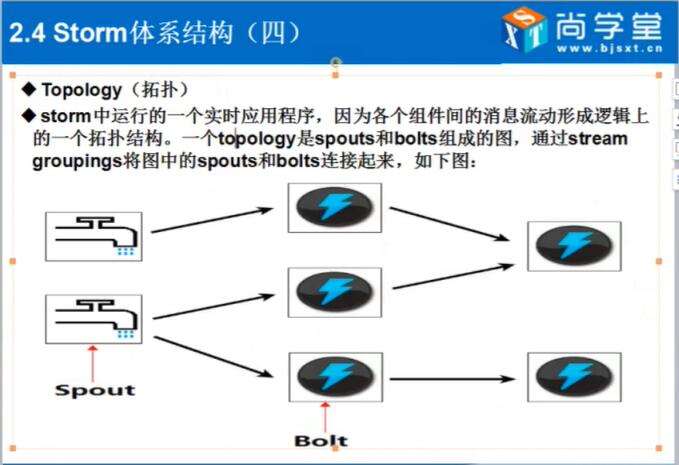 2.4 Storm体系结构（四）
XST
尚学堂
www.bjsxt.cn
◆ Topology（拓扑）
◆ storm中运行的一个实时应用程序，因为各个组件间的消息流动形成逻辑上
的一个拓扑结构。一个topology是spouts和bolts组成的图，通过stream
groupings将图中的spouts和bolts连接起来，如下图：
Spout
Bolt